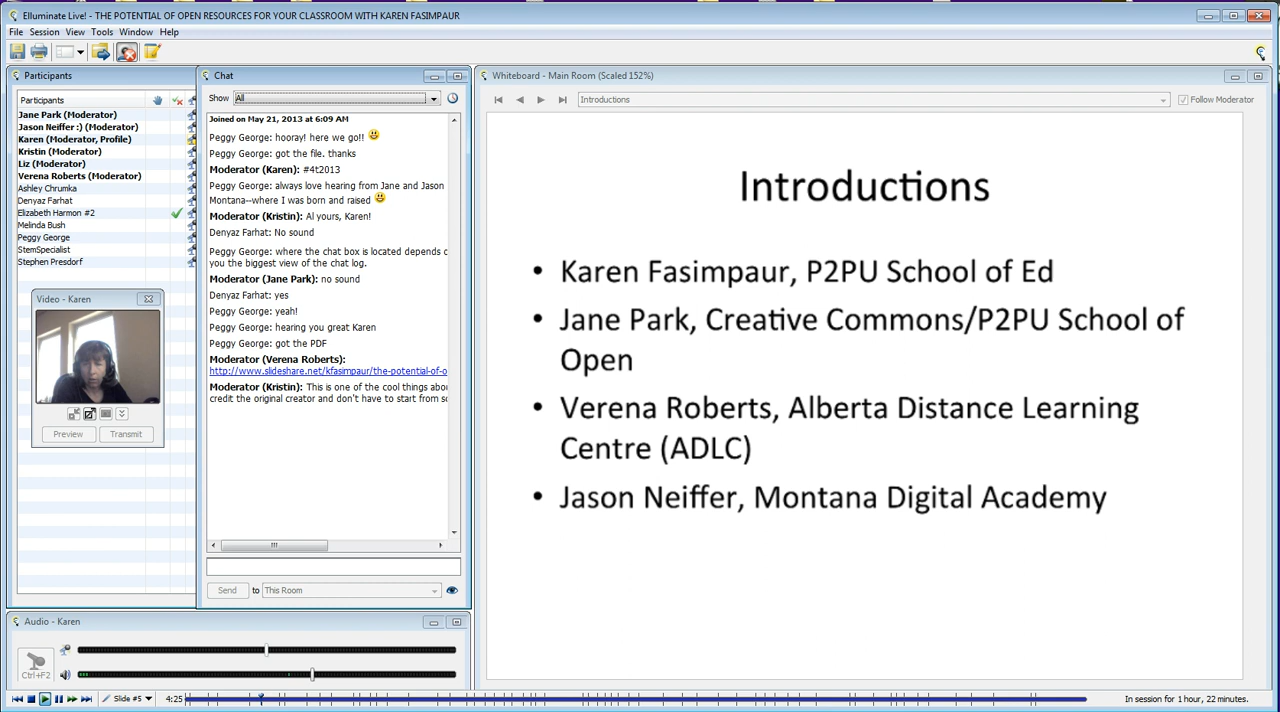 Elluminate Live! - THE POTENTIAL OF OPEN RESOURCES FOR YOUR CLASSROOM WITH KAREN FASIMPAUR
File Session View Tools Window Help
Participants
Participants
Jane Park (Moderator)
Jason Neiffer :) (Moderator)
Karen (Moderator, Profile)
Kristin (Moderator)
Liz (Moderator)
Verena Roberts (Moderator)
Ashley Chrumka
Denyaz Farhat
Elizabeth Harmon #2
Melinda Bush
Peggy George
StemSpecialist
Stephen Presdorf
Video - Karen
Preview Transmit
Chat
Show All
Joined on May 21, 2013 at 6:09 AM
Peggy George: hooray! here we go!!
Peggy George: got the file. thanks
Moderator (Karen): #4t2013
Peggy George: always love hearing from Jane and Jason
Montana--where I was born and raised
Moderator (Kristin): Al yours, Karen!
Denyaz Farhat: No sound
Peggy George: where the chat box is located depends c
you the biggest view of the chat log.
Moderator (Jane Park): no sound
Denyaz Farhat: yes
Peggy George: yeah!
Peggy George: hearing you great Karen
Peggy George: got the PDF
Moderator (Verena Roberts):
http://www.slideshare.net/kfasimpaur/the-potential-of-o
Moderator (Kristin): This is one of the cool things abou
credit the original creator and don't have to start from sc
Send to This Room
Whiteboard - Main Room (Scaled 152%)
Introductions
Follow Moderator
Introductions
• Karen Fasimpaur, P2PU School of Ed
• Jane Park, Creative Commons/P2PU School of
Open
• Verena Roberts, Alberta Distance Learning
Centre (ADLC)
• Jason Neiffer, Montana Digital Academy
Audio - Karen
Ctrl+F2
Slide #5 4:25
In session for 1 hour, 22 minutes.